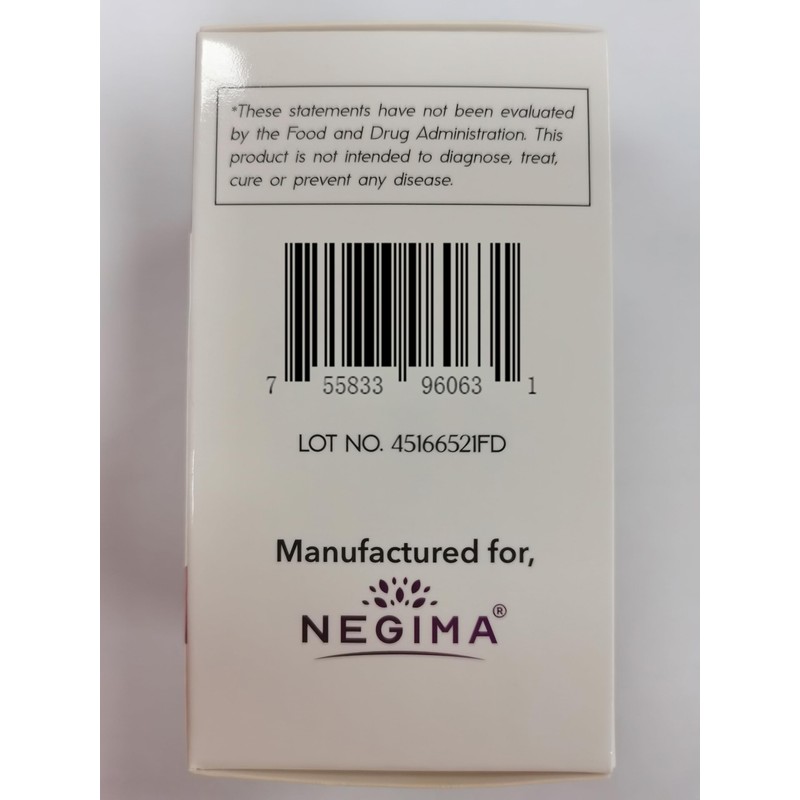 *These statements have not been evaluated
by the Food and Drug Administration. This
product is not intended to diagnose, treat,
cure or prevent any disease.
7 55833 96063 1
LOT NO. 45166521FD
Manufactured for,
NEGIMA®